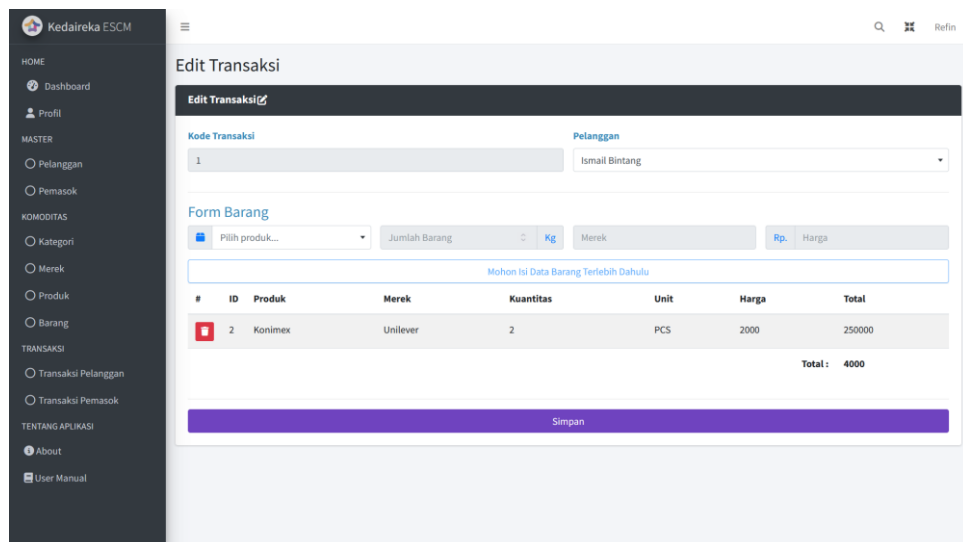 Kedaireka ESCM
Refin
HOME
Dashboard
Profil
MASTER
Pelanggan
Pemasok
KOMODITAS
Kategori
Merek
Produk
Barang
TRANSAKSI
Transaksi Pelanggan
Transaksi Pemasok
TENTANG APLIKASI
About
User Manual
Edit Transaksi
Edit Transaksi
Kode Transaksi Pelanggan
1 Ismail Bintang
Form Barang
Pilih produk... Jumlah Barang Kg Merek Rp. Harga
Mohon Isi Data Barang Terlebih Dahulu
# ID Produk Merek Kuantitas Unit Harga Total
2 Konimex Unilever 2 PCS 2000 250000
Total : 4000
Simpan